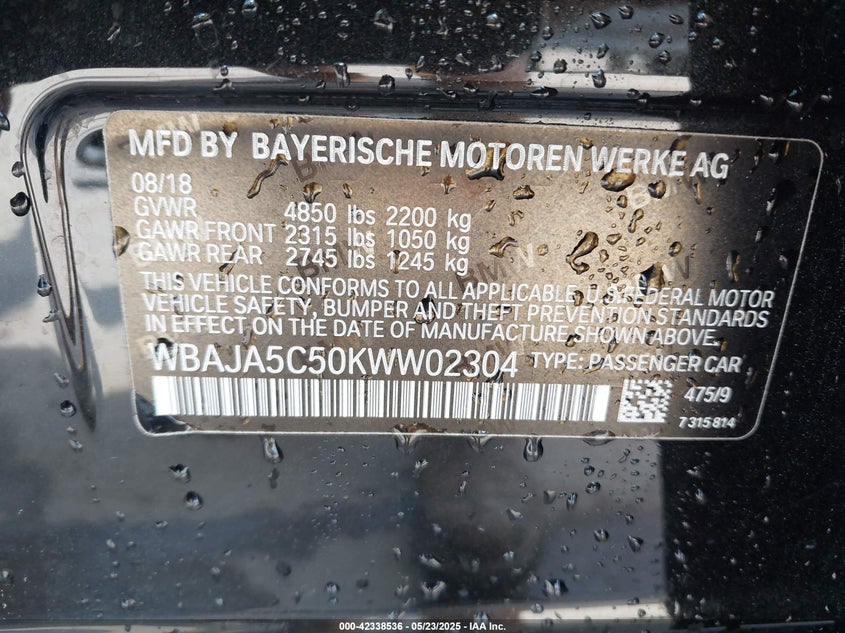 MFD BY BAYERISCHE MOTOREN WERKE AG
08/18
GVWR 4850 lbs 2200 kg
GAWR FRONT 2315 lbs 1050 kg
GAWR REAR 2745 lbs 1245 kg
THIS VEHICLE CONFORMS TO ALL APPLICABLE U.S. FEDERAL MOTOR
VEHICLE SAFETY, BUMPER AND THEFT PREVENTION STANDARDS
IN EFFECT ON THE DATE OF MANUFACTURE SHOWN ABOVE.
WBAJA5C50KWW02304 TYPE: PASSENGER CAR
475/9
7315814
000-42338536 - 05/23/2025 - IAA Inc.